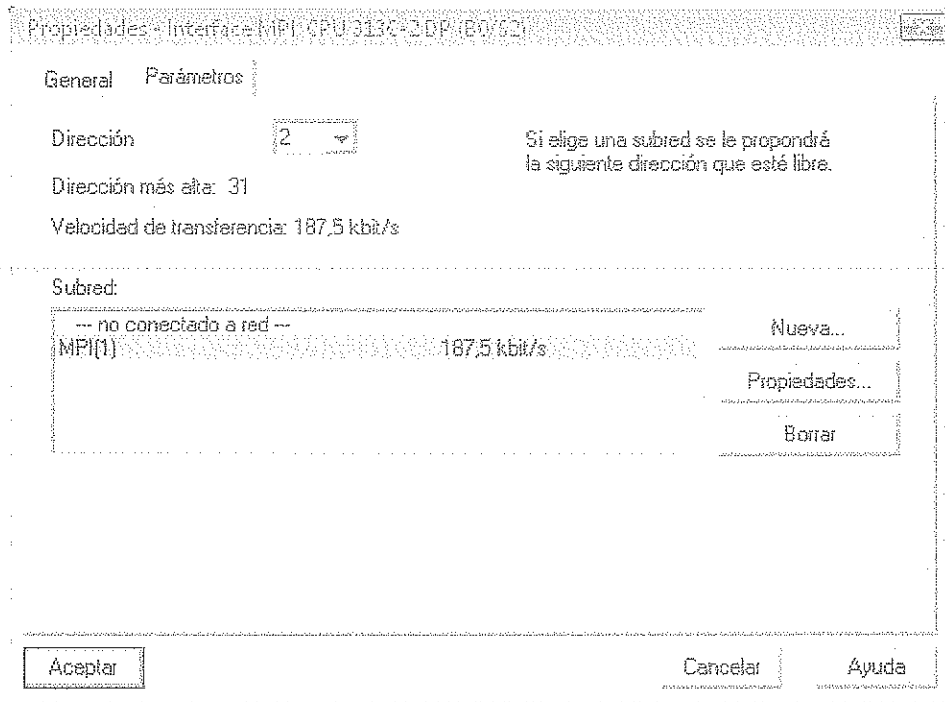 Propiedades - Interface MPI CPU 313C-2 DP (R0/S2)
General Parámetros
Dirección 2
Si elige una subred se le propondrá
la siguiente dirección que esté libre.
Dirección más alta: 31
Velocidad de transferencia: 187,5 kbit/s
Subred:
--- no conectado a red ---
MPI(1) 187,5 kbit/s
Nueva...
Propiedades...
Borrar
Aceptar Cancelar Ayuda